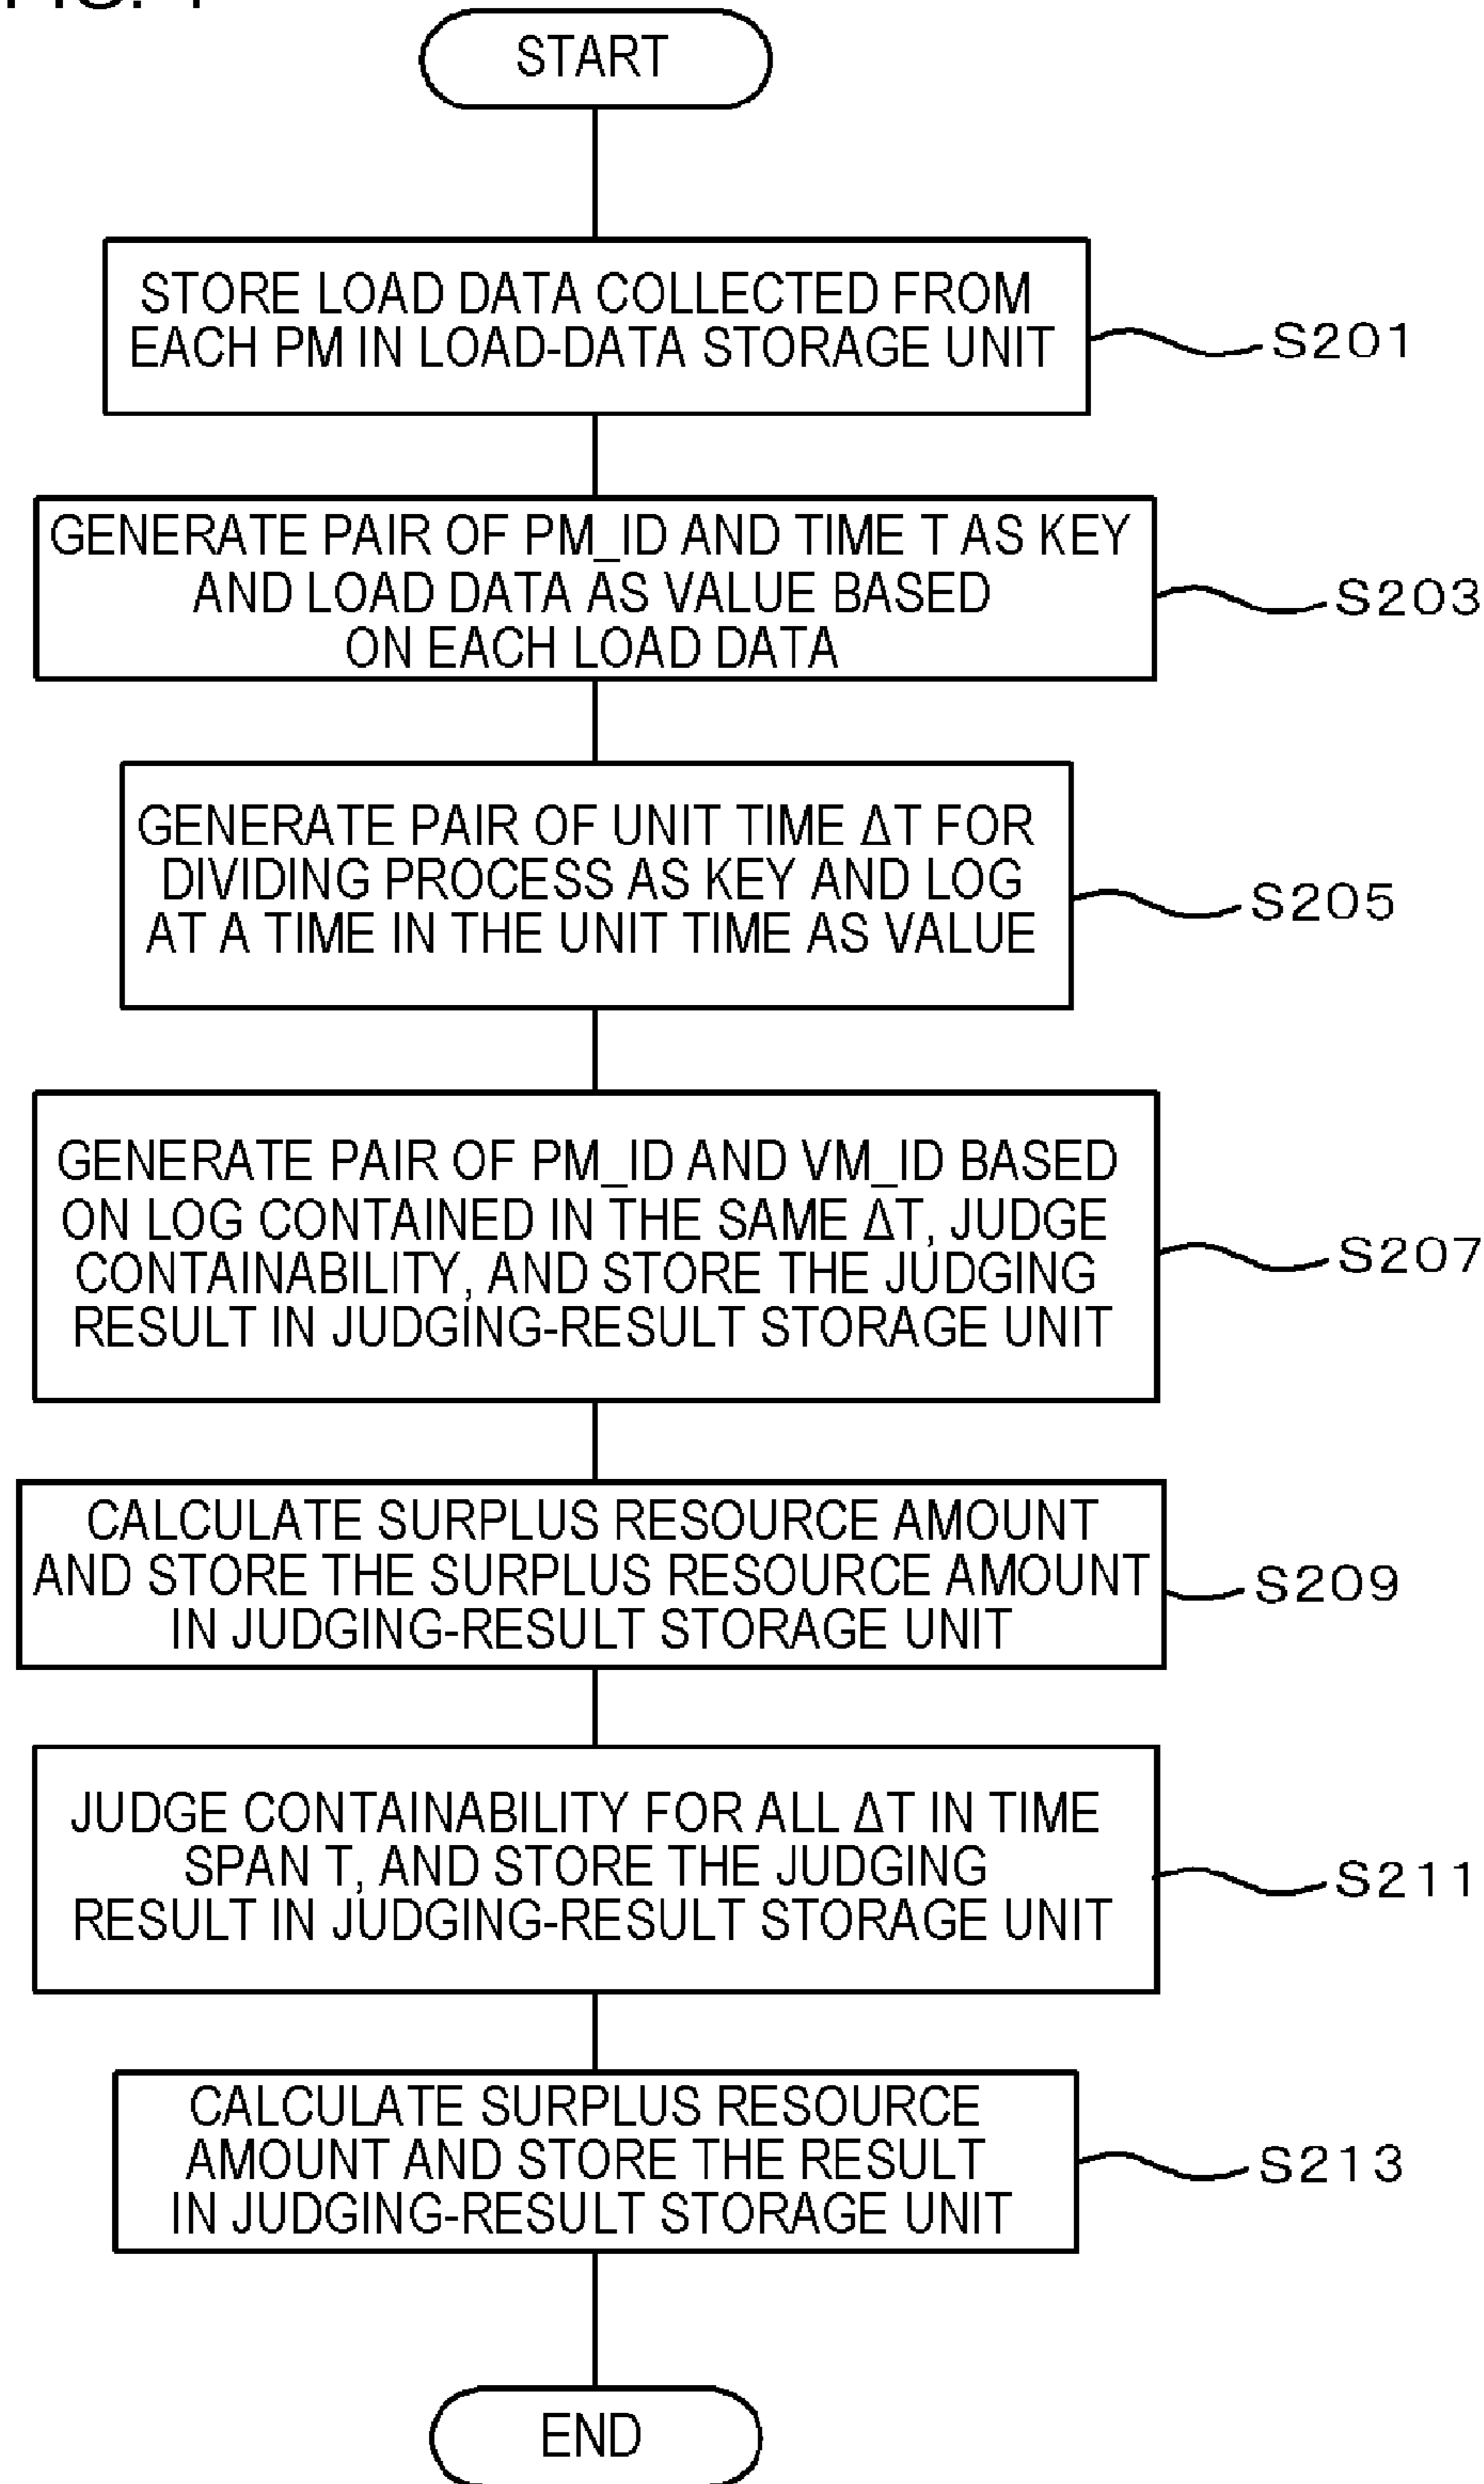 START
STORE LOAD DATA COLLECTED FROM
EACH PM IN LOAD-DATA STORAGE UNIT
S201
GENERATE PAIR OF PM_ID AND TIME T AS KEY
AND LOAD DATA AS VALUE BASED
ON EACH LOAD DATA
S203
GENERATE PAIR OF UNIT TIME ΔT FOR
DIVIDING PROCESS AS KEY AND LOG
AT A TIME IN THE UNIT TIME AS VALUE
S205
GENERATE PAIR OF PM_ID AND VM_ID BASED
ON LOG CONTAINED IN THE SAME ΔT, JUDGE
CONTAINABILITY, AND STORE THE JUDGING
RESULT IN JUDGING-RESULT STORAGE UNIT
S207
CALCULATE SURPLUS RESOURCE AMOUNT
AND STORE THE SURPLUS RESOURCE AMOUNT
IN JUDGING-RESULT STORAGE UNIT
S209
JUDGE CONTAINABILITY FOR ALL ΔT IN TIME
SPAN T, AND STORE THE JUDGING
RESULT IN JUDGING-RESULT STORAGE UNIT
S211
CALCULATE SURPLUS RESOURCE
AMOUNT AND STORE THE RESULT
IN JUDGING-RESULT STORAGE UNIT
S213
END